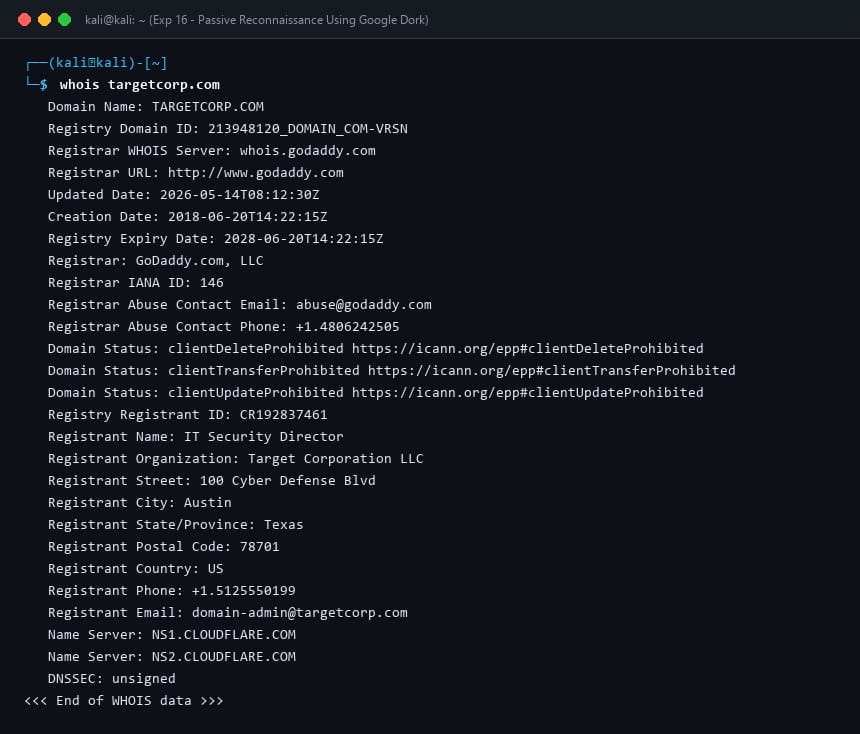 kali@kali: ~ (Exp 16 - Passive Reconnaissance Using Google Dork)
┌──(kali㉿kali)-[~]
└─$ whois targetcorp.com
Domain Name: TARGETCORP.COM
Registry Domain ID: 213948120_DOMAIN_COM-VRSN
Registrar WHOIS Server: whois.godaddy.com
Registrar URL: http://www.godaddy.com
Updated Date: 2026-05-14T08:12:30Z
Creation Date: 2018-06-20T14:22:15Z
Registry Expiry Date: 2028-06-20T14:22:15Z
Registrar: GoDaddy.com, LLC
Registrar IANA ID: 146
Registrar Abuse Contact Email: abuse@godaddy.com
Registrar Abuse Contact Phone: +1.4806242505
Domain Status: clientDeleteProhibited https://icann.org/epp#clientDeleteProhibited
Domain Status: clientTransferProhibited https://icann.org/epp#clientTransferProhibited
Domain Status: clientUpdateProhibited https://icann.org/epp#clientUpdateProhibited
Registry Registrant ID: CR192837461
Registrant Name: IT Security Director
Registrant Organization: Target Corporation LLC
Registrant Street: 100 Cyber Defense Blvd
Registrant City: Austin
Registrant State/Province: Texas
Registrant Postal Code: 78701
Registrant Country: US
Registrant Phone: +1.5125550199
Registrant Email: domain-admin@targetcorp.com
Name Server: NS1.CLOUDFLARE.COM
Name Server: NS2.CLOUDFLARE.COM
DNSSEC: unsigned
<<< End of WHOIS data >>>